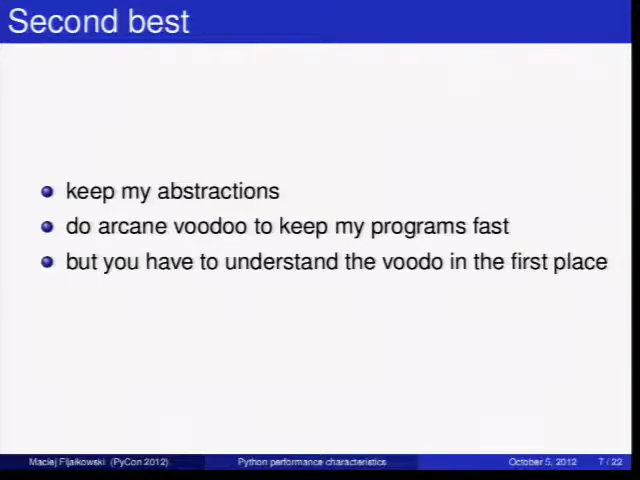 Second best
keep my abstractions
do arcane voodoo to keep my programs fast
but you have to understand the voodo in the first place
Maciej Fijalkowski (PyCon 2012) Python performance characteristics October 5, 2012 7 / 22